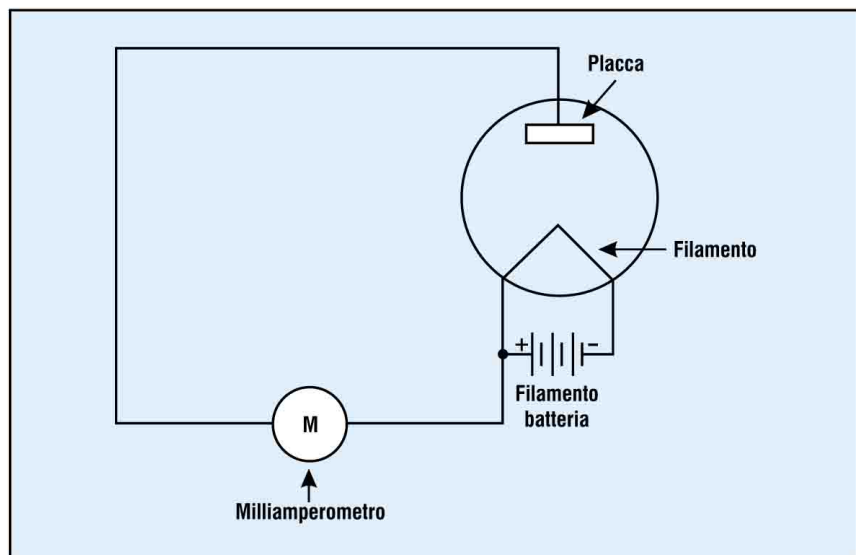 Placca
Filamento
+ −
Filamento
batteria
M
Milliamperometro